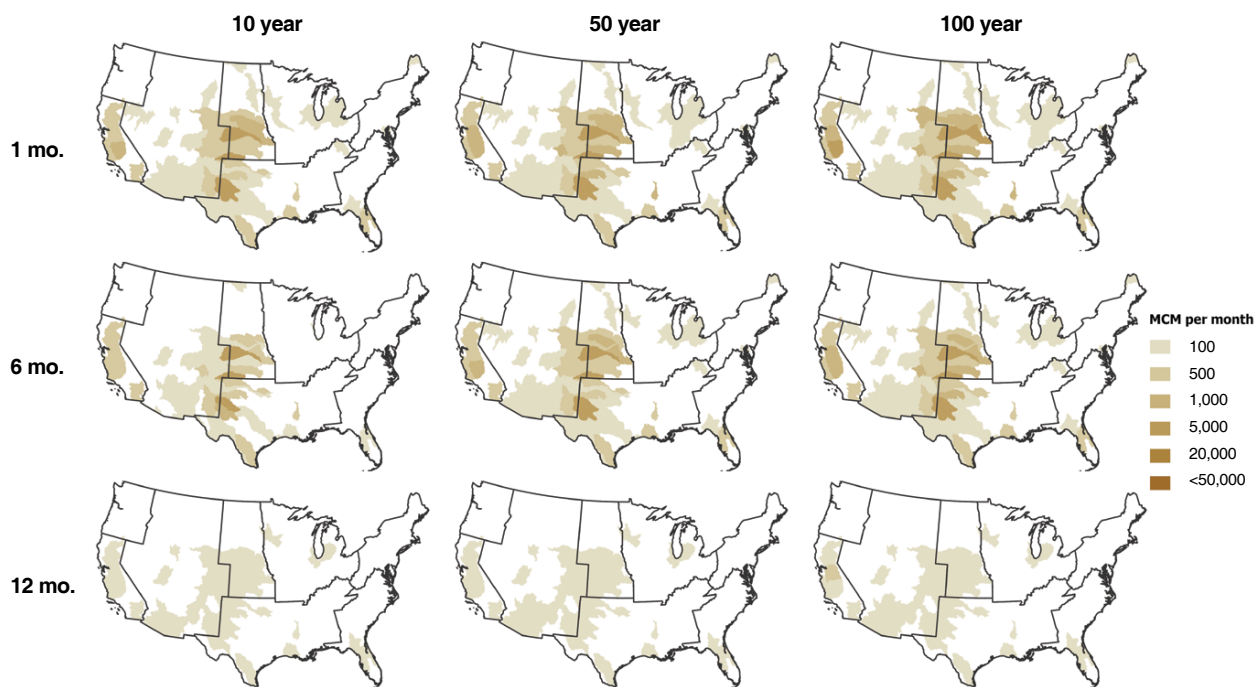 10 year
50 year
100 year
1 mo.
6 mo.
MCM per month
100
500
1,000
5,000
20,000
<50,000
12 mo.